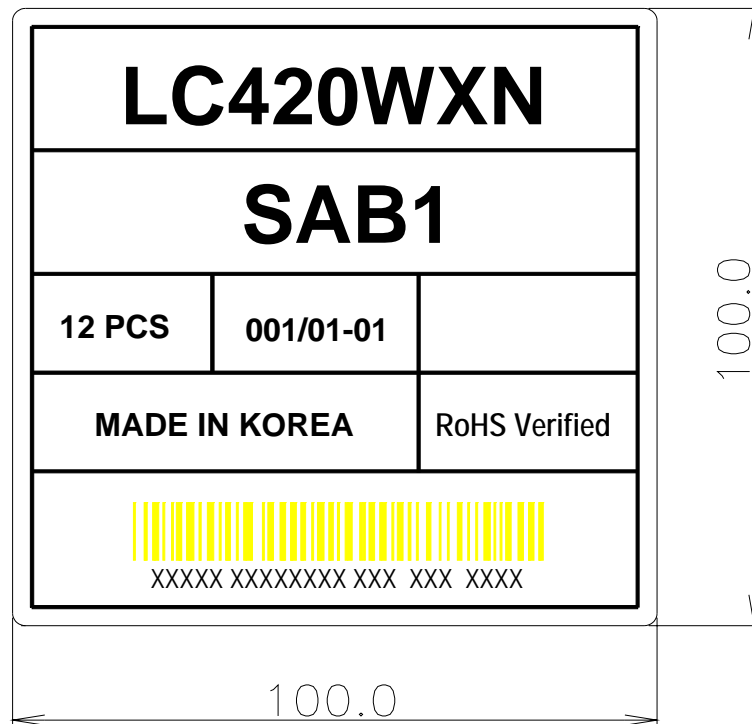 LC420WXN
SAB1
12 PCS 001/01-01
MADE IN KOREA RoHS Verified
XXXXX XXXXXXXX XXX XXX XXXX
100.0
100.0